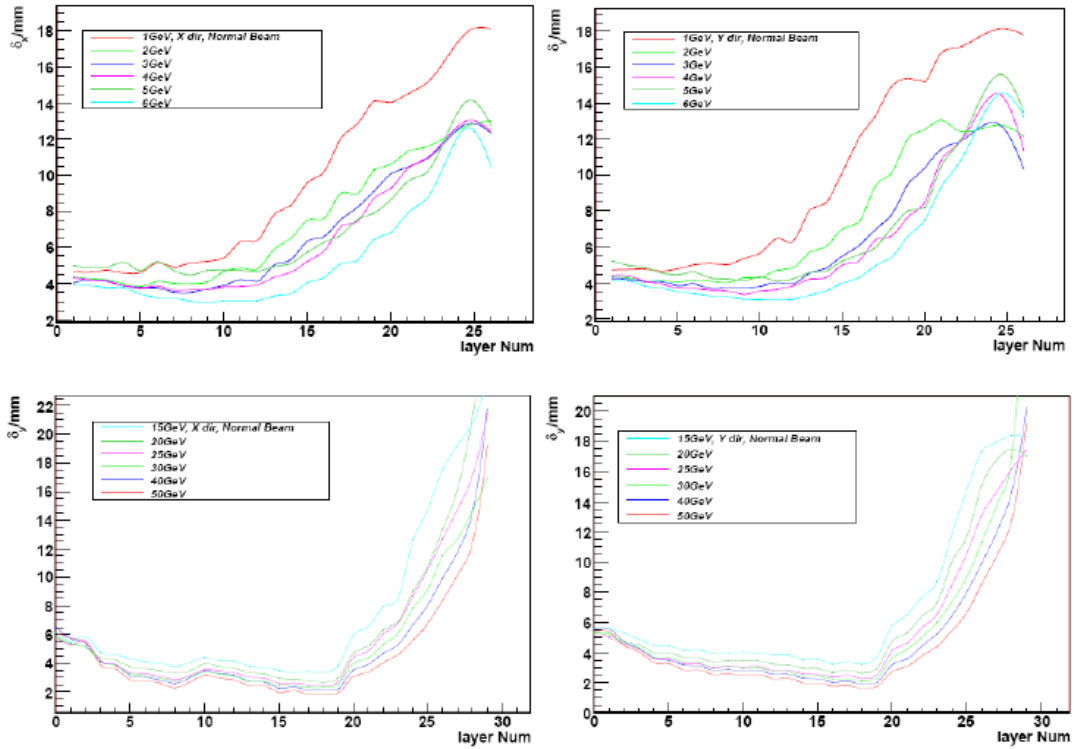 δx/mm
1GeV, X dir, Normal Beam
2GeV
3GeV
4GeV
5GeV
6GeV
18
16
14
12
10
8
6
4
2
0 5 10 15 20 25
layer Num
δy/mm
1GeV, Y dir, Normal Beam
2GeV
3GeV
4GeV
5GeV
6GeV
18
16
14
12
10
8
6
4
2
0 5 10 15 20 25
layer Num
δy/mm
15GeV, X dir, Normal Beam
20GeV
25GeV
30GeV
40GeV
50GeV
22
20
18
16
14
12
10
8
6
4
2
0 5 10 15 20 25 30
layer Num
δy/mm
15GeV, Y dir, Normal Beam
20GeV
25GeV
30GeV
40GeV
50GeV
20
18
16
14
12
10
8
6
4
2
0
0 5 10 15 20 25 30
layer Num